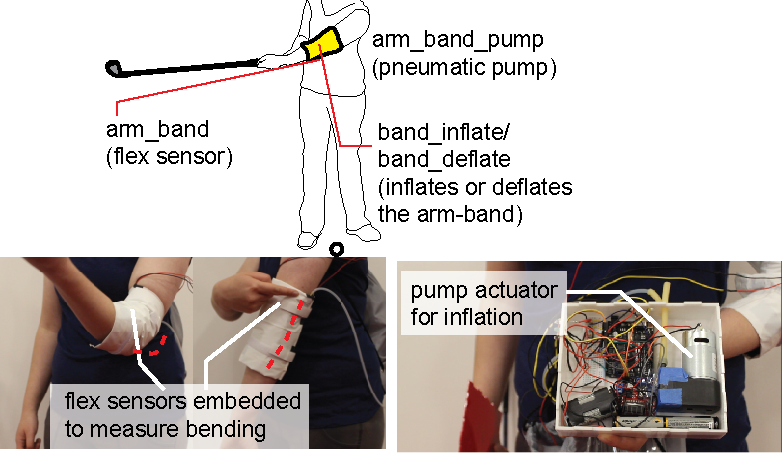 arm_band_pump
(pneumatic pump)
arm_band
(flex sensor)
band_inflate/
band_deflate
(inflates or deflates
the arm-band)
flex sensors embedded
to measure bending
pump actuator
for inflation